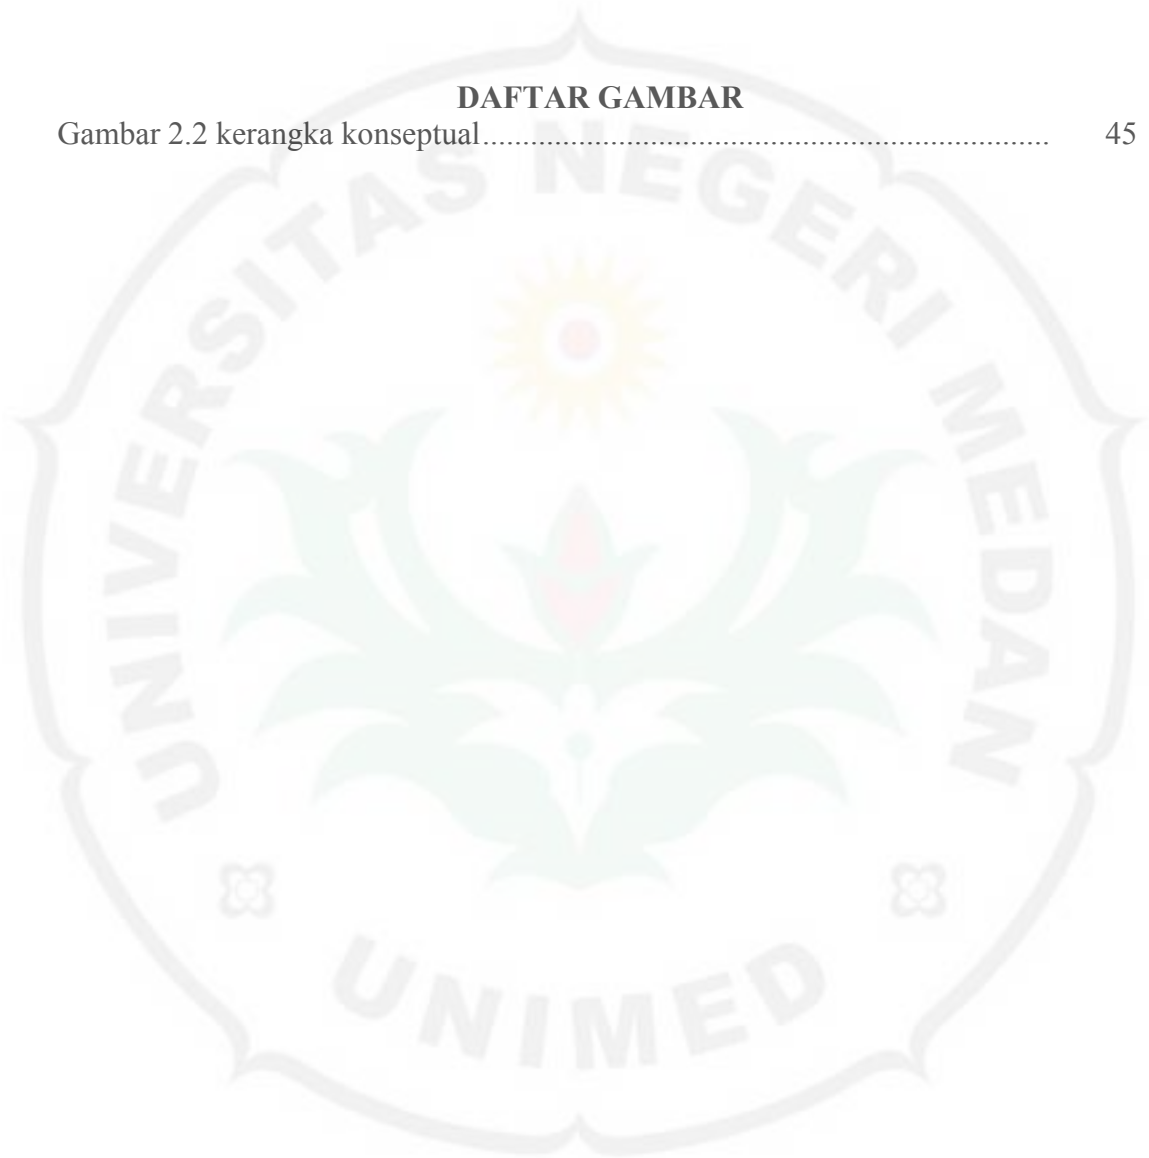 DAFTAR GAMBAR
Gambar 2.2 kerangka konseptual....................................................................... 45
UNIVERSITAS NEGERI MEDAN
UNIMED